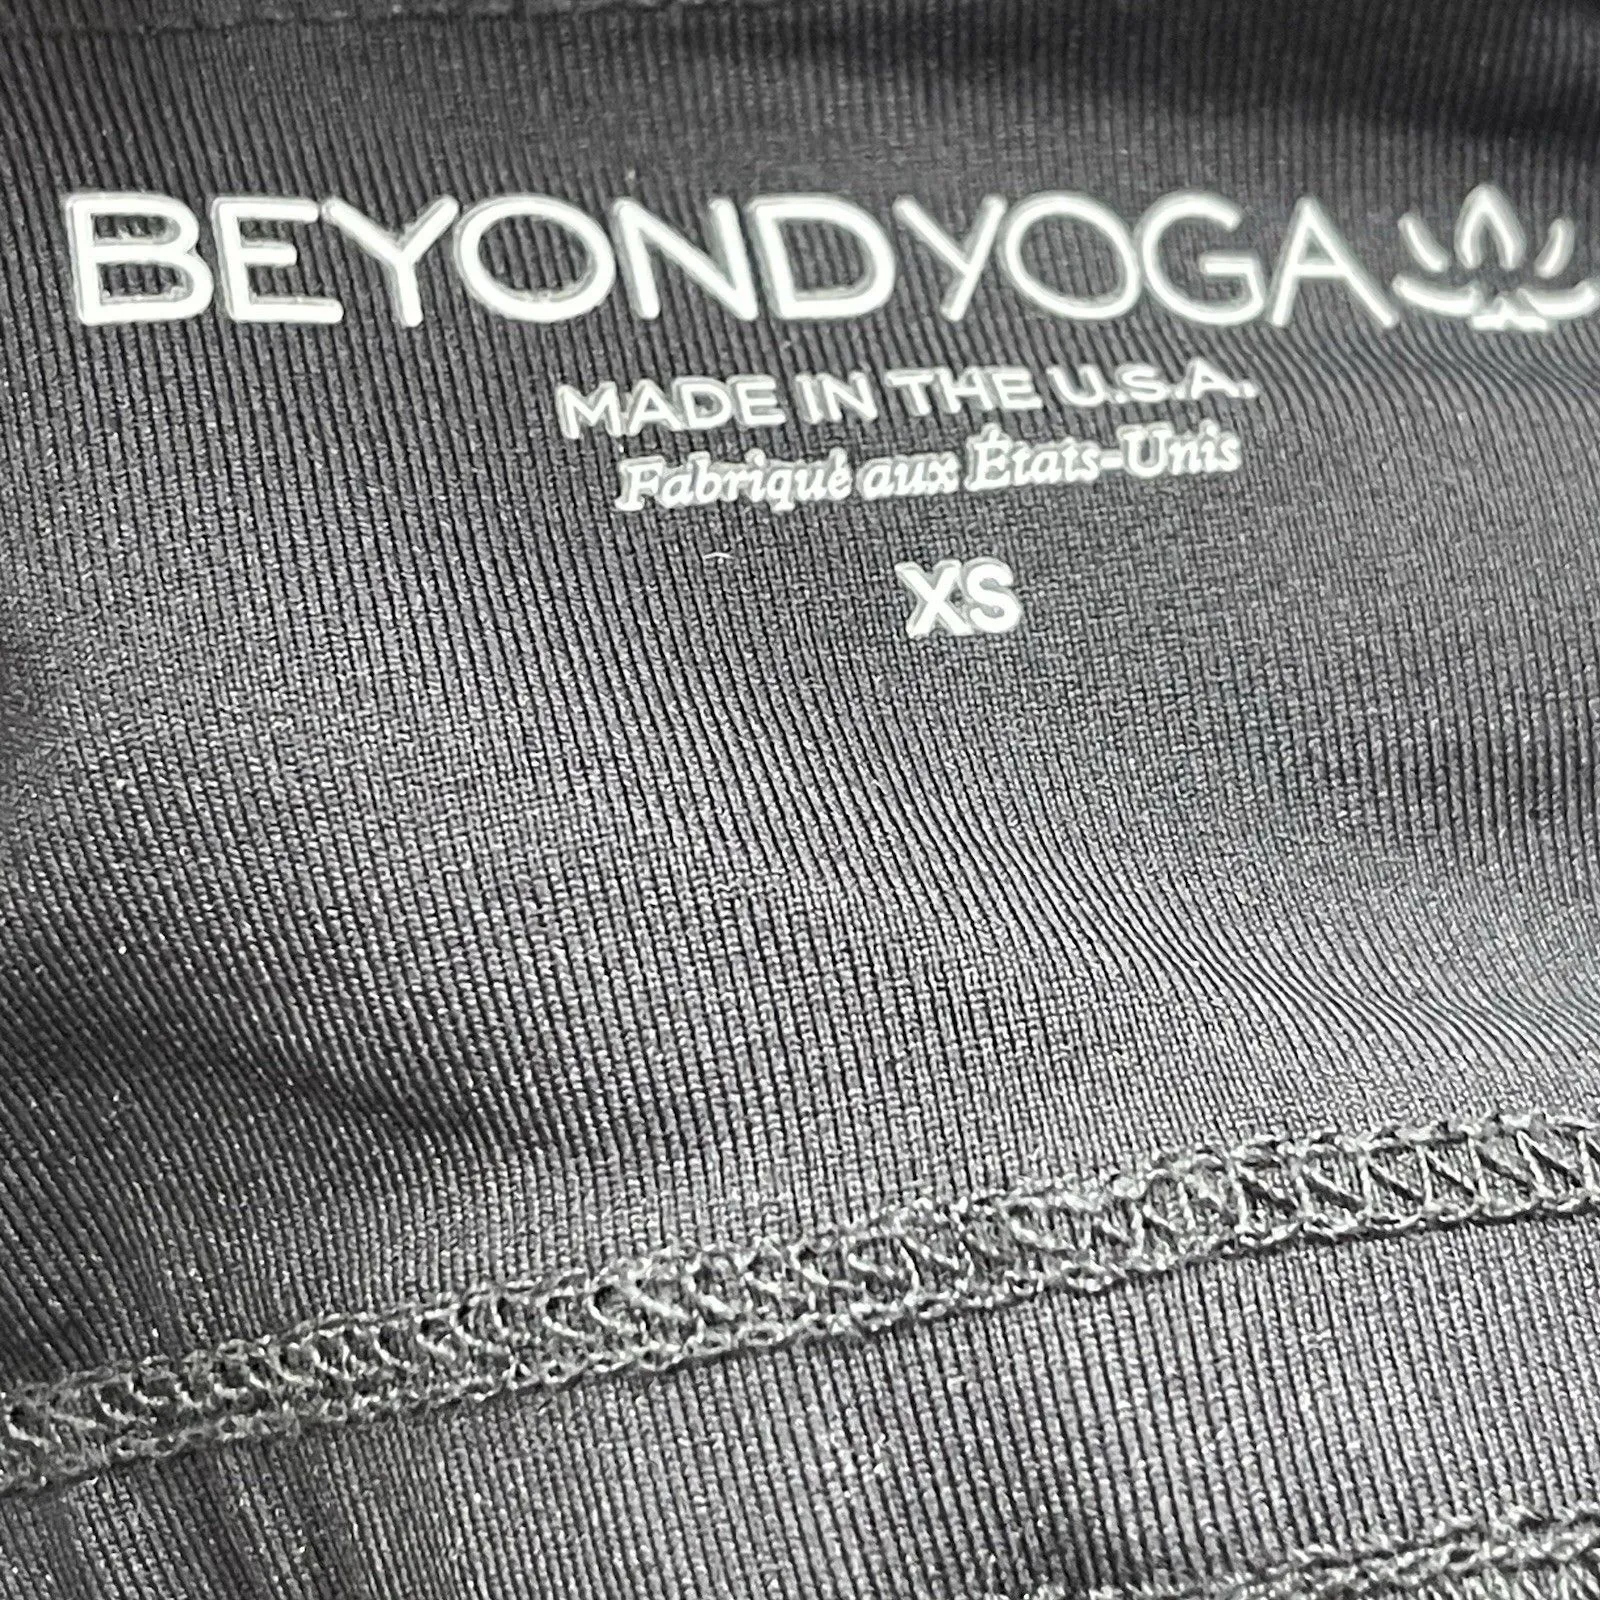 BEYOND YOGA
MADE IN THE U.S.A.
Fabriqué aux États-Unis
XS